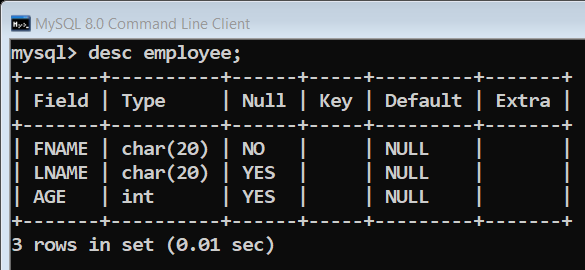 MySQL 8.0 Command Line Client
mysql> desc employee;
+-------+----------+------+-----+---------+-------+
| Field | Type     | Null | Key | Default | Extra |
+-------+----------+------+-----+---------+-------+
| FNAME | char(20) | NO   |     | NULL    |       |
| LNAME | char(20) | YES  |     | NULL    |       |
| AGE   | int      | YES  |     | NULL    |       |
+-------+----------+------+-----+---------+-------+
3 rows in set (0.01 sec)